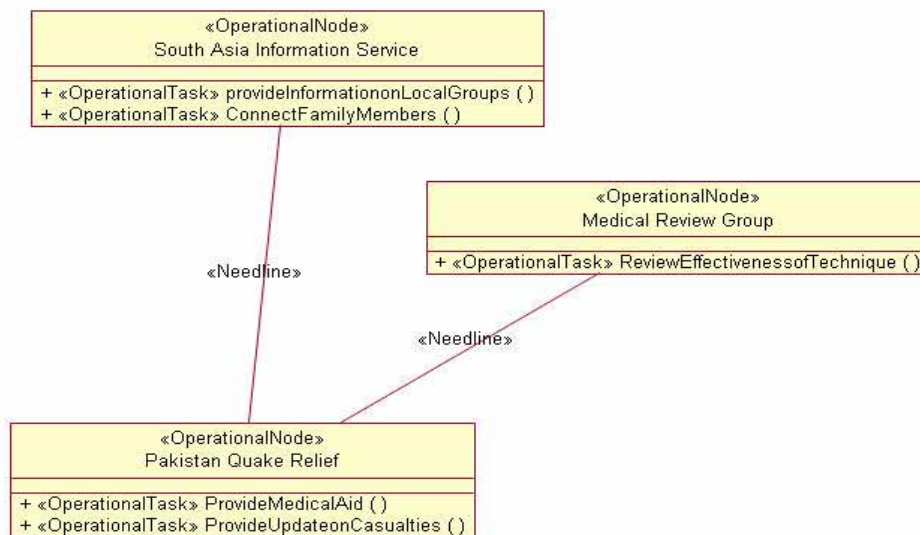 «OperationalNode»
South Asia Information Service
+ «OperationalTask» provideInformationonLocalGroups ( )
+ «OperationalTask» ConnectFamilyMembers ( )
«OperationalNode»
Medical Review Group
+ «OperationalTask» ReviewEffectivenessofTechnique ( )
«Needline»
«Needline»
«OperationalNode»
Pakistan Quake Relief
+ «OperationalTask» ProvideMedicalAid ( )
+ «OperationalTask» ProvideUpdateonCasualties ( )